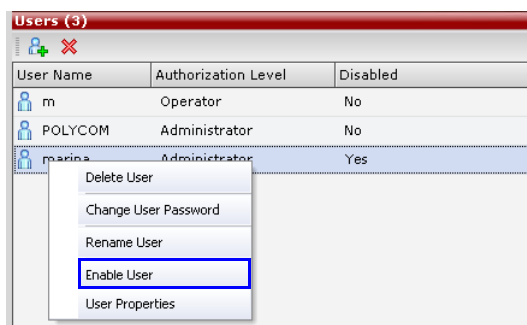 Users (3)
User Name Authorization Level Disabled
m Operator No
POLYCOM Administrator No
marina Administrator Yes
Delete User
Change User Password
Rename User
Enable User
User Properties